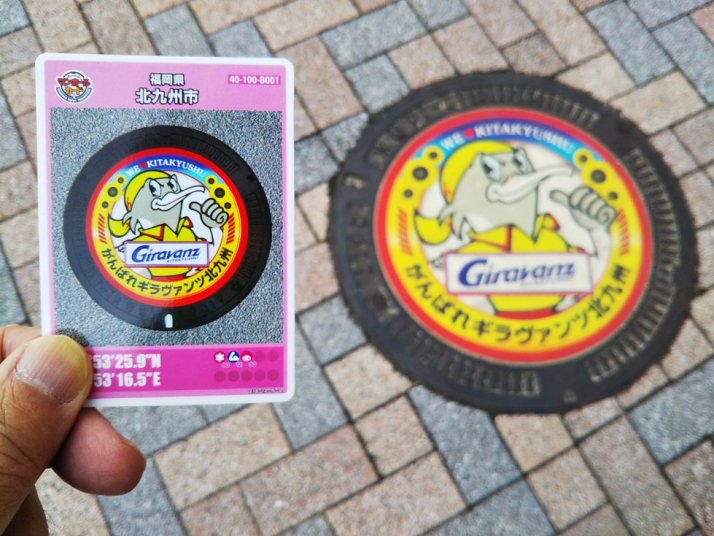 福岡県
北九州市
40-100-B001
WE♥KITAKYUSHU
Giravanz
がんばれギラヴァンツ北九州
53'25.9"N
53'16.5"E
WE♥KITAKYUSHU
Giravanz
がんばれギラヴァンツ北九州